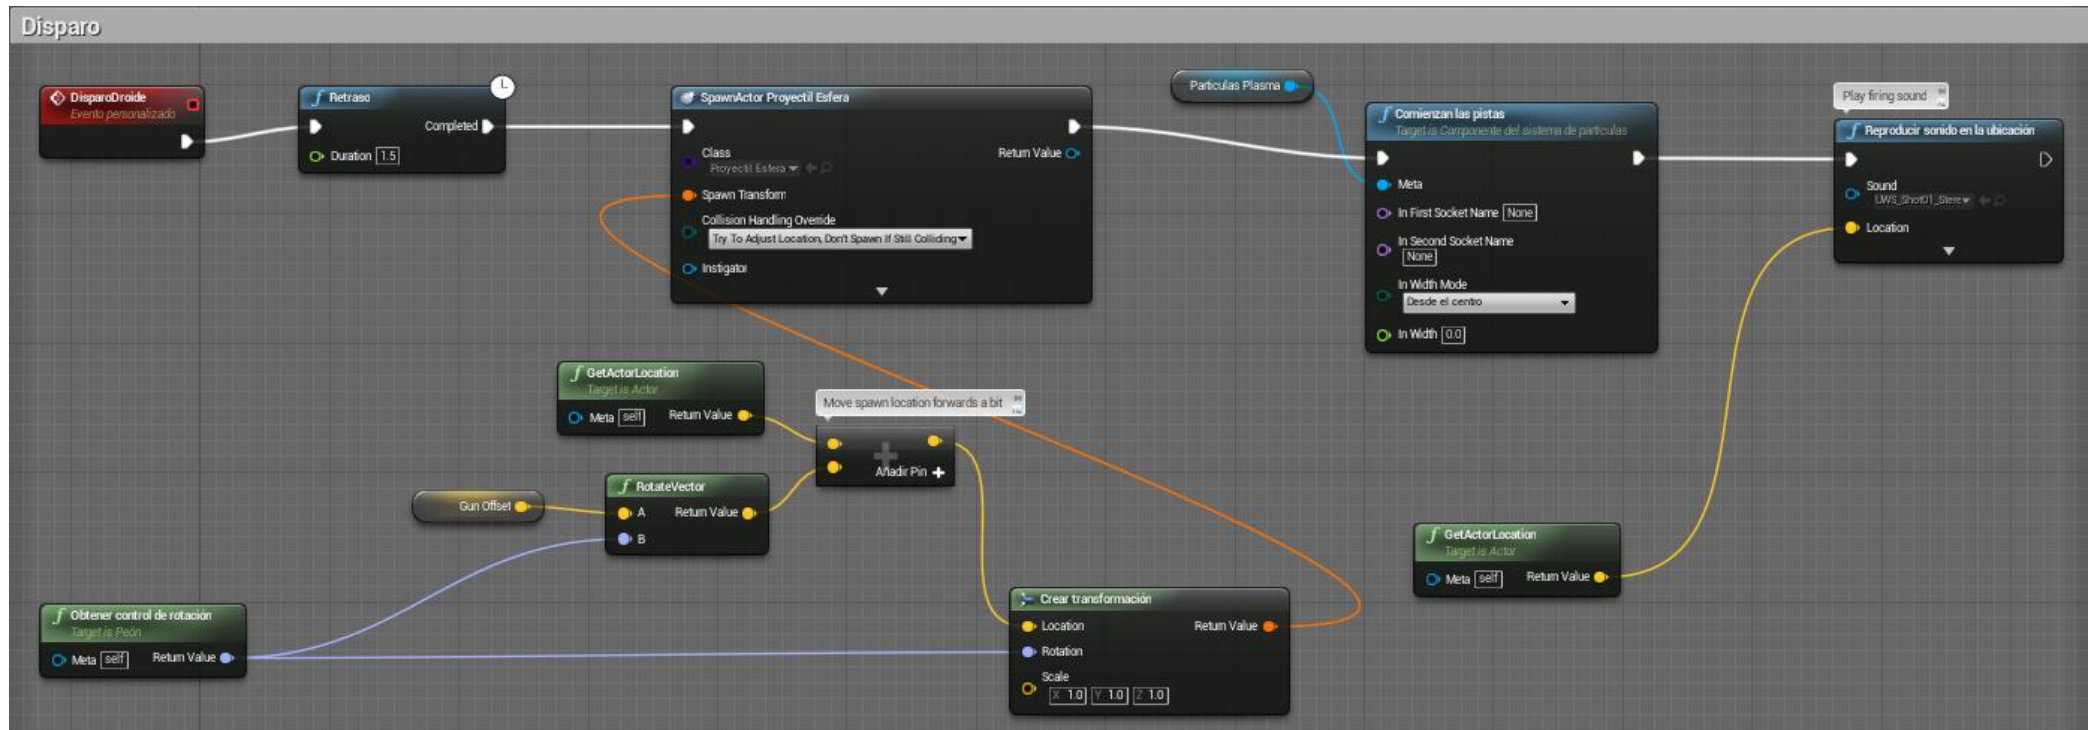 Disparo
DisparoDroide
Evento personalizado
Retraso
Completed
Duration 1.5
SpawnActor Proyectil Esfera
Class
Proyectil Esfera
Return Value
Spawn Transform
Collision Handling Override
Try To Adjust Location, Don't Spawn If Still Colliding
Instigator
Particulas Plasma
Comienzan las pistas
Target is Componente del sistema de particulas
Meta
In First Socket Name None
In Second Socket Name
None
In Width Mode
Desde el centro
In Width 0.0
Play firing sound
Reproducir sonido en la ubicación
Sound
LWS_Shot01_Stere
Location
GetActorLocation
Target is Actor
Meta self Return Value
Move spawn location forwards a bit
Añadir Pin
Gun Offset
RotateVector
A Return Value
B
Obtener control de rotación
Target is Peón
Meta self Return Value
Crear transformación
Location Return Value
Rotation
Scale
X 1.0 Y 1.0 Z 1.0
GetActorLocation
Target is Actor
Meta self Return Value